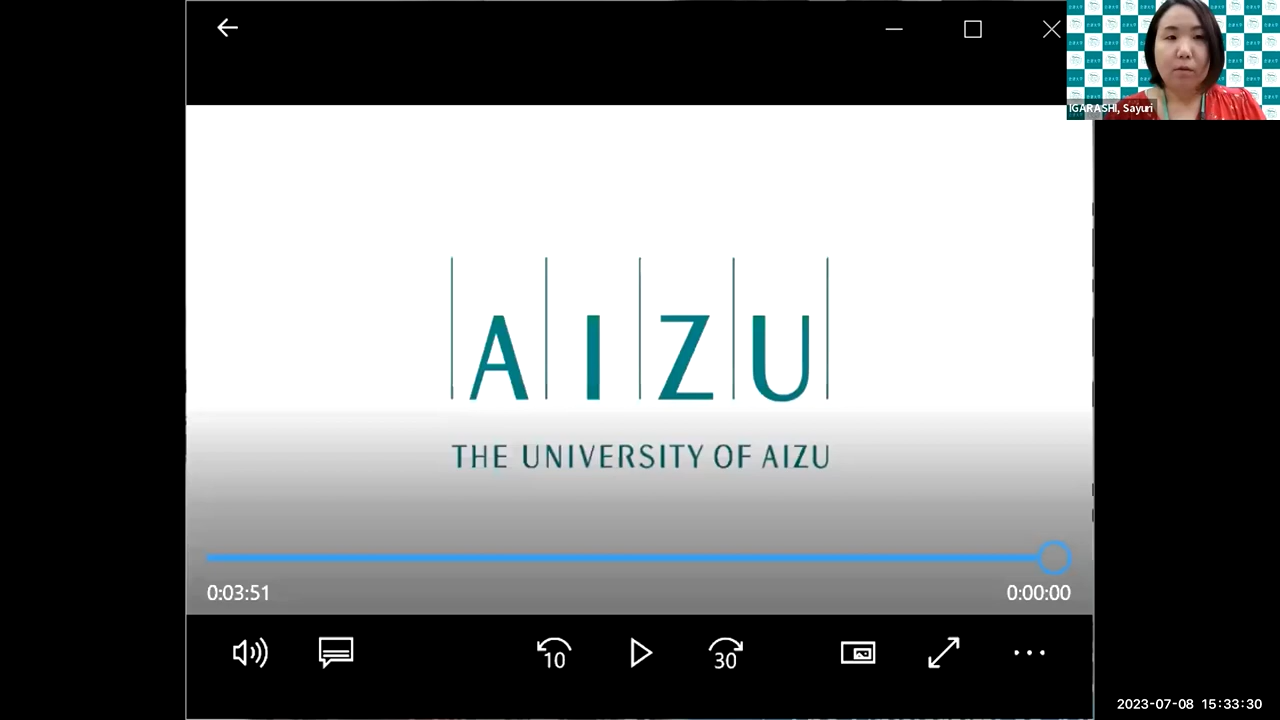 IGARASHI, Sayuri
AIZU
THE UNIVERSITY OF AIZU
0:03:51
0:00:00
10
30
2023-07-08 15:33:30